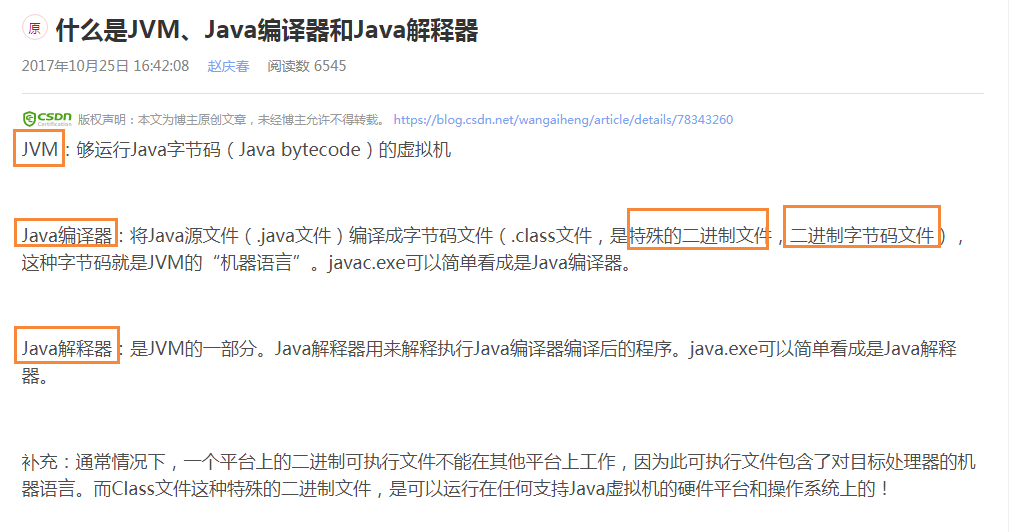 原 什么是JVM、Java编译器和Java解释器
2017年10月25日 16:42:08 赵庆春 阅读数 6545
CSDN Certification 版权声明：本文为博主原创文章，未经博主允许不得转载。 https://blog.csdn.net/wangaiheng/article/details/78343260
JVM：够运行Java字节码（Java bytecode）的虚拟机
Java编译器：将Java源文件（.java文件）编译成字节码文件（.class文件，是特殊的二进制文件，二进制字节码文件），
这种字节码就是JVM的“机器语言”。javac.exe可以简单看成是Java编译器。
Java解释器：是JVM的一部分。Java解释器用来解释执行Java编译器编译后的程序。java.exe可以简单看成是Java解释
器。
补充：通常情况下，一个平台上的二进制可执行文件不能在其他平台上工作，因为此可执行文件包含了对目标处理器的机
器语言。而Class文件这种特殊的二进制文件，是可以运行在任何支持Java虚拟机的硬件平台和操作系统上的！